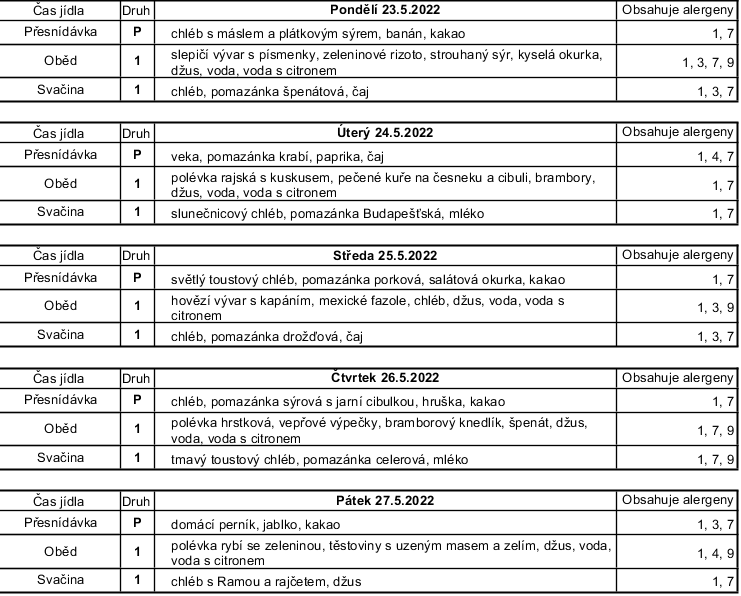 Čas jídla Druh Pondělí 23.5.2022 Obsahuje alergeny
Přesnídávka P chléb s máslem a plátkovým sýrem, banán, kakao 1, 7
Oběd 1 slepičí vývar s písmenky, zeleninové rizoto, strouhaný sýr, kyselá okurka, 1, 3, 7, 9
džus, voda, voda s citronem
Svačina 1 chléb, pomazánka špenátová, čaj 1, 3, 7
Čas jídla Druh Úterý 24.5.2022 Obsahuje alergeny
Přesnídávka P veka, pomazánka krabí, paprika, čaj 1, 4, 7
Oběd 1 polévka rajská s kuskusem, pečené kuře na česneku a cibuli, brambory, 1, 7
džus, voda, voda s citronem
Svačina 1 slunečnicový chléb, pomazánka Budapešťská, mléko 1, 7
Čas jídla Druh Středa 25.5.2022 Obsahuje alergeny
Přesnídávka P světlý toustový chléb, pomazánka porková, salátová okurka, kakao 1, 7
Oběd 1 hovězí vývar s kapáním, mexické fazole, chléb, džus, voda, voda s 1, 3, 9
citronem
Svačina 1 chléb, pomazánka drožďová, čaj 1, 3, 7
Čas jídla Druh Čtvrtek 26.5.2022 Obsahuje alergeny
Přesnídávka P chléb, pomazánka sýrová s jarní cibulkou, hruška, kakao 1, 7
Oběd 1 polévka hrstková, vepřové výpečky, bramborový knedlík, špenát, džus, 1, 7, 9
voda, voda s citronem
Svačina 1 tmavý toustový chléb, pomazánka celerová, mléko 1, 7, 9
Čas jídla Druh Pátek 27.5.2022 Obsahuje alergeny
Přesnídávka P domácí perník, jablko, kakao 1, 3, 7
Oběd 1 polévka rybí se zeleninou, těstoviny s uzeným masem a zelím, džus, voda, 1, 4, 9
voda s citronem
Svačina 1 chléb s Ramou a rajčetem, džus 1, 7